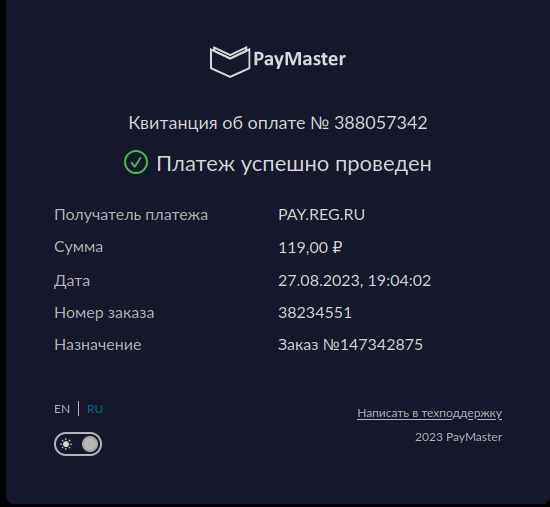 PayMaster
Квитанция об оплате № 388057342
Платеж успешно проведен
Получатель платежа PAY.REG.RU
Сумма 119,00 ₽
Дата 27.08.2023, 19:04:02
Номер заказа 38234551
Назначение Заказ №147342875
EN RU
Написать в техподдержку
2023 PayMaster